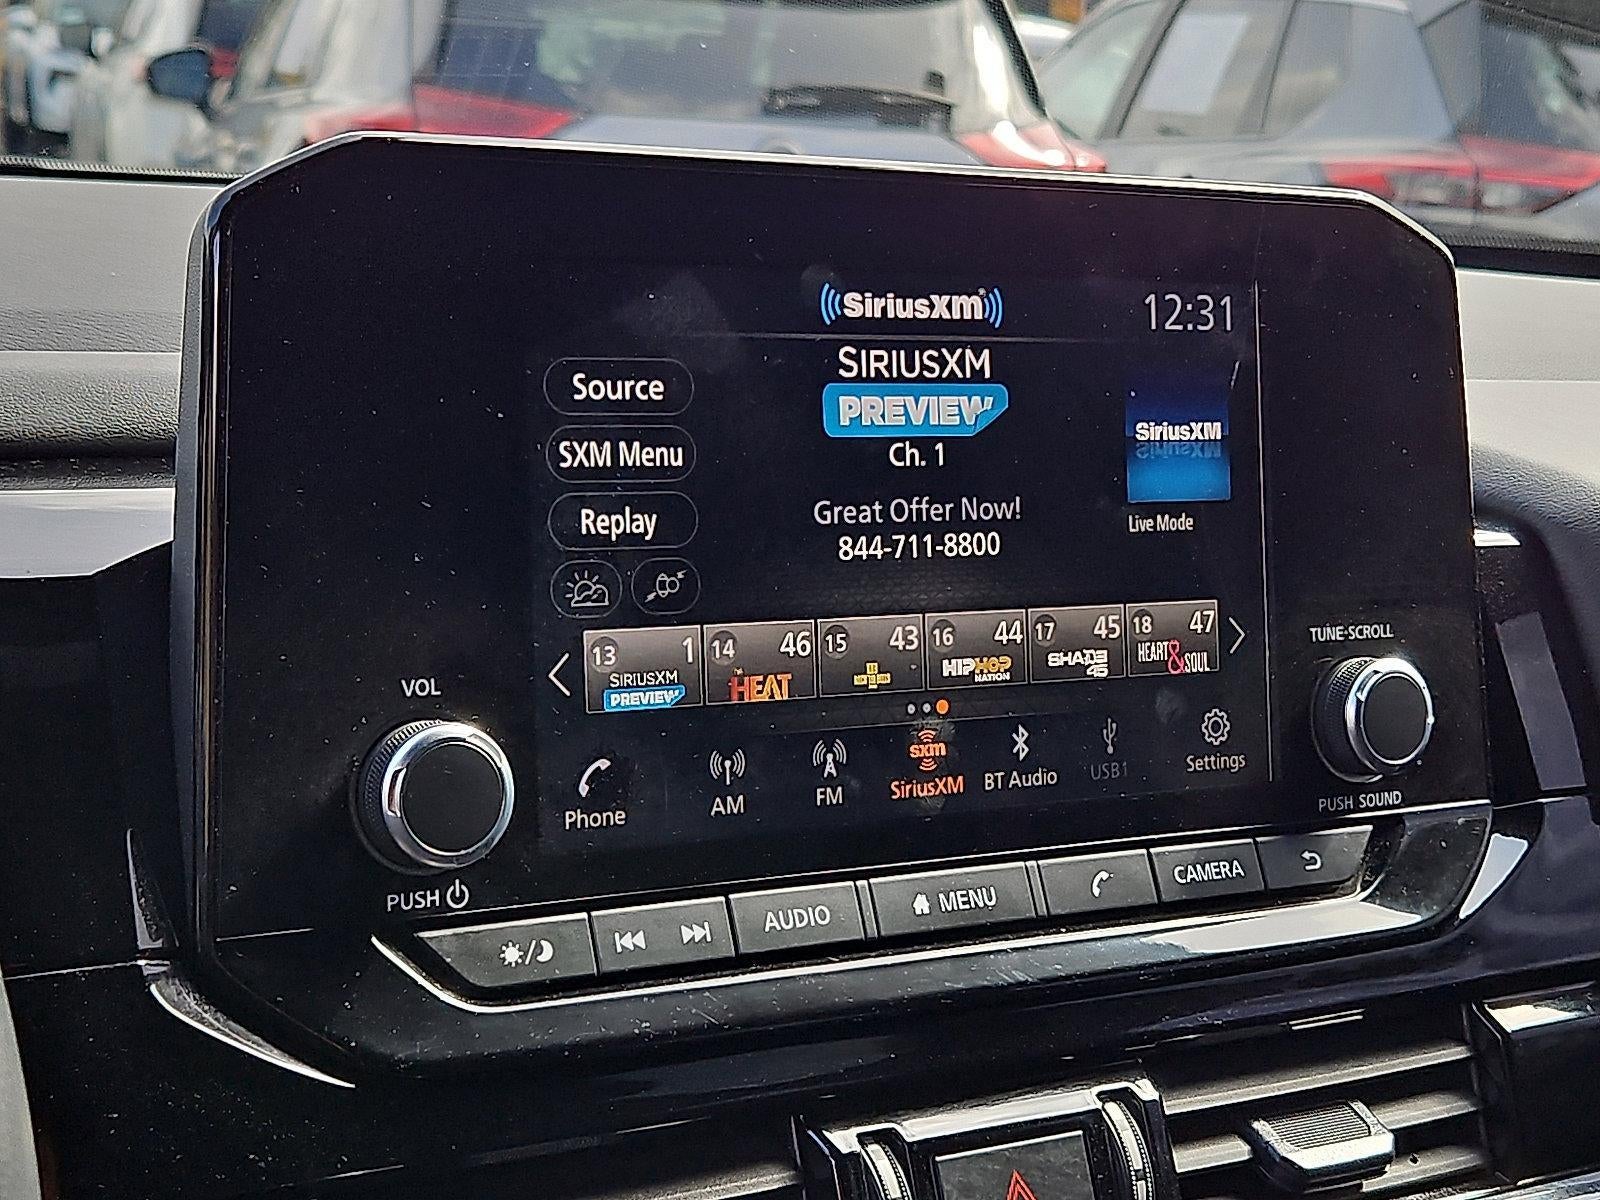 SiriusXM
12:31
SIRIUSXM
PREVIEW
Ch. 1
Great Offer Now!
844-711-8800
Source
SXM Menu
Replay
SiriusXM
Live Mode
13 1
SIRIUSXM
PREVIEW
14 46
THE HEAT
15 43
16 44
HIPHOP
NATION
17 45
SHADE
45
18 47
HEART & SOUL
Phone
AM
FM
sxm
SiriusXM
BT Audio
USB1
Settings
VOL
PUSH
TUNE·SCROLL
PUSH SOUND
AUDIO
MENU
CAMERA